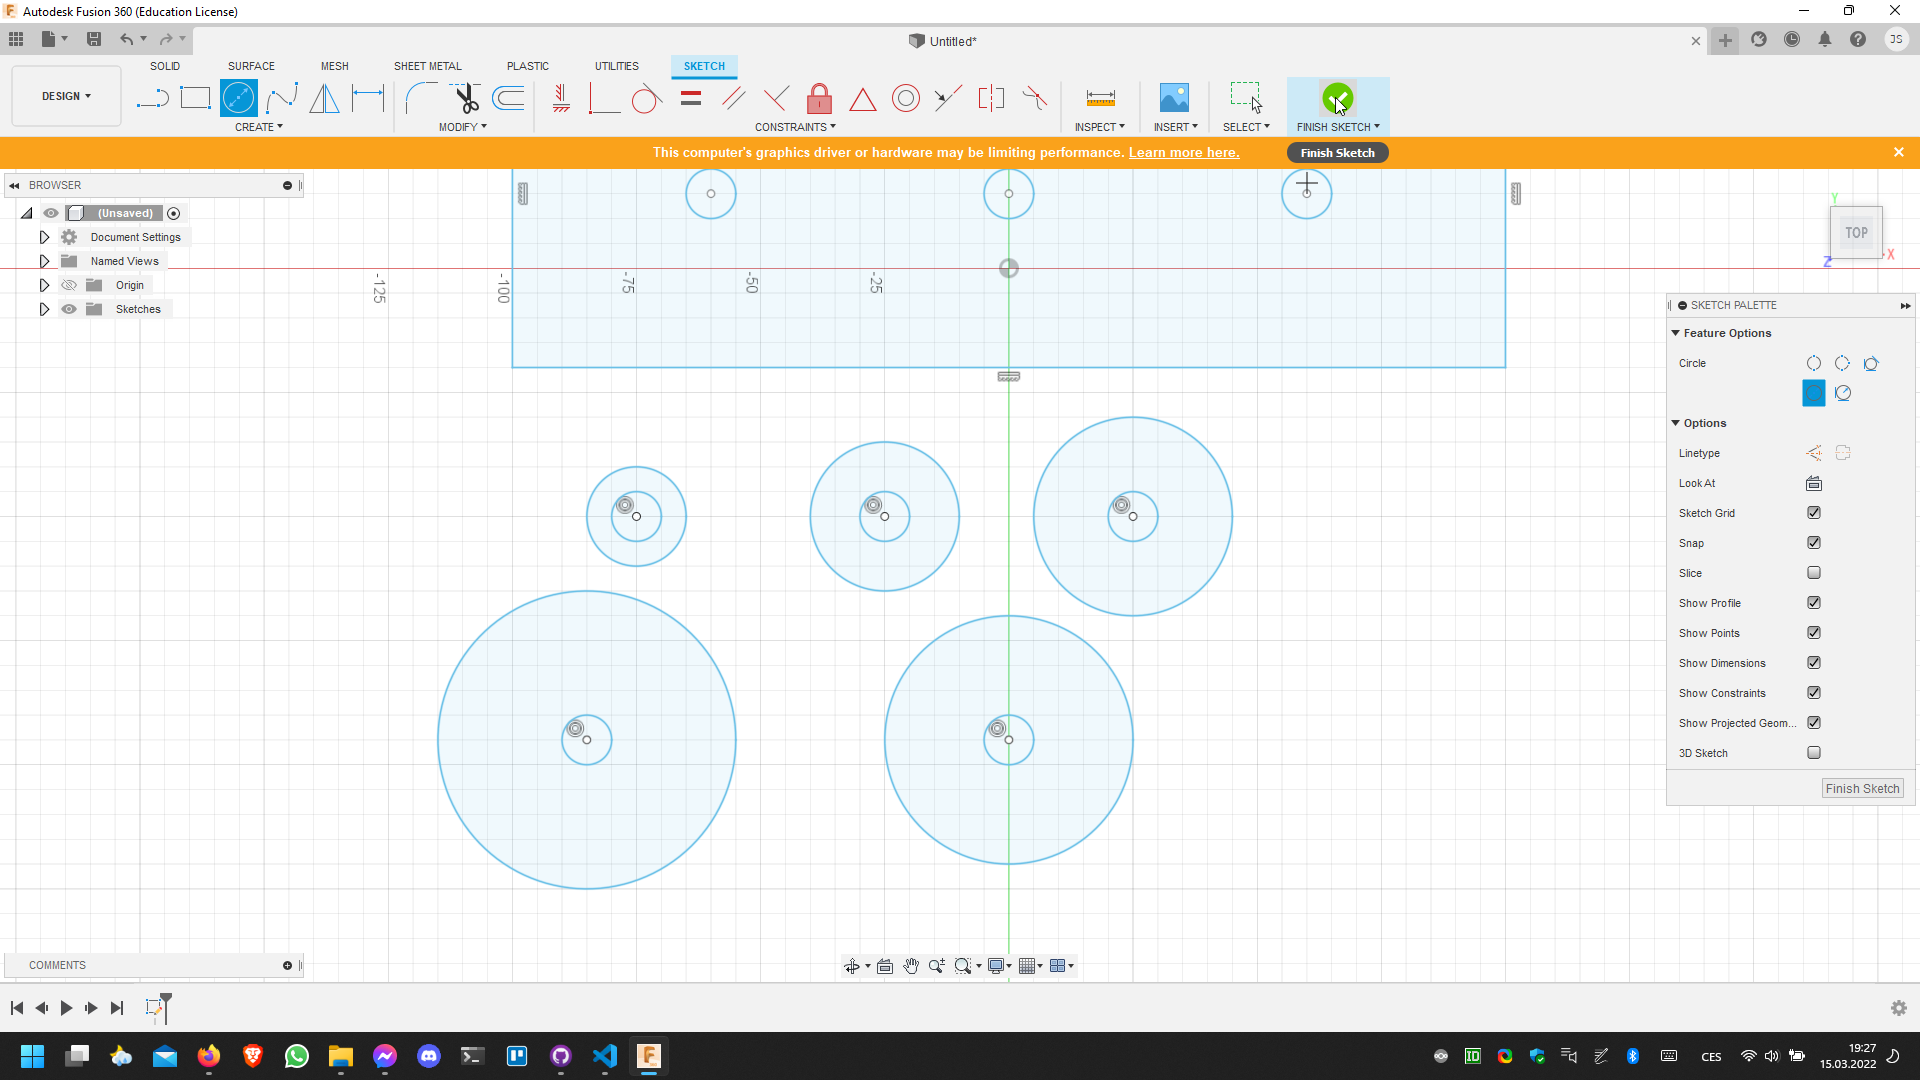 Autodesk Fusion 360 (Education License)
Untitled*
JS
SOLID SURFACE MESH SHEET METAL PLASTIC UTILITIES SKETCH
DESIGN
CREATE MODIFY CONSTRAINTS INSPECT INSERT SELECT FINISH SKETCH
This computer's graphics driver or hardware may be limiting performance. Learn more here. Finish Sketch
BROWSER
(Unsaved)
Document Settings
Named Views
Origin
Sketches
-125 -100 -75 -50 -25
Y
TOP
X
Z
SKETCH PALETTE
Feature Options
Circle
Options
Linetype
Look At
Sketch Grid
Snap
Slice
Show Profile
Show Points
Show Dimensions
Show Constraints
Show Projected Geom...
3D Sketch
Finish Sketch
COMMENTS
ID
CES
19:27
15.03.2022